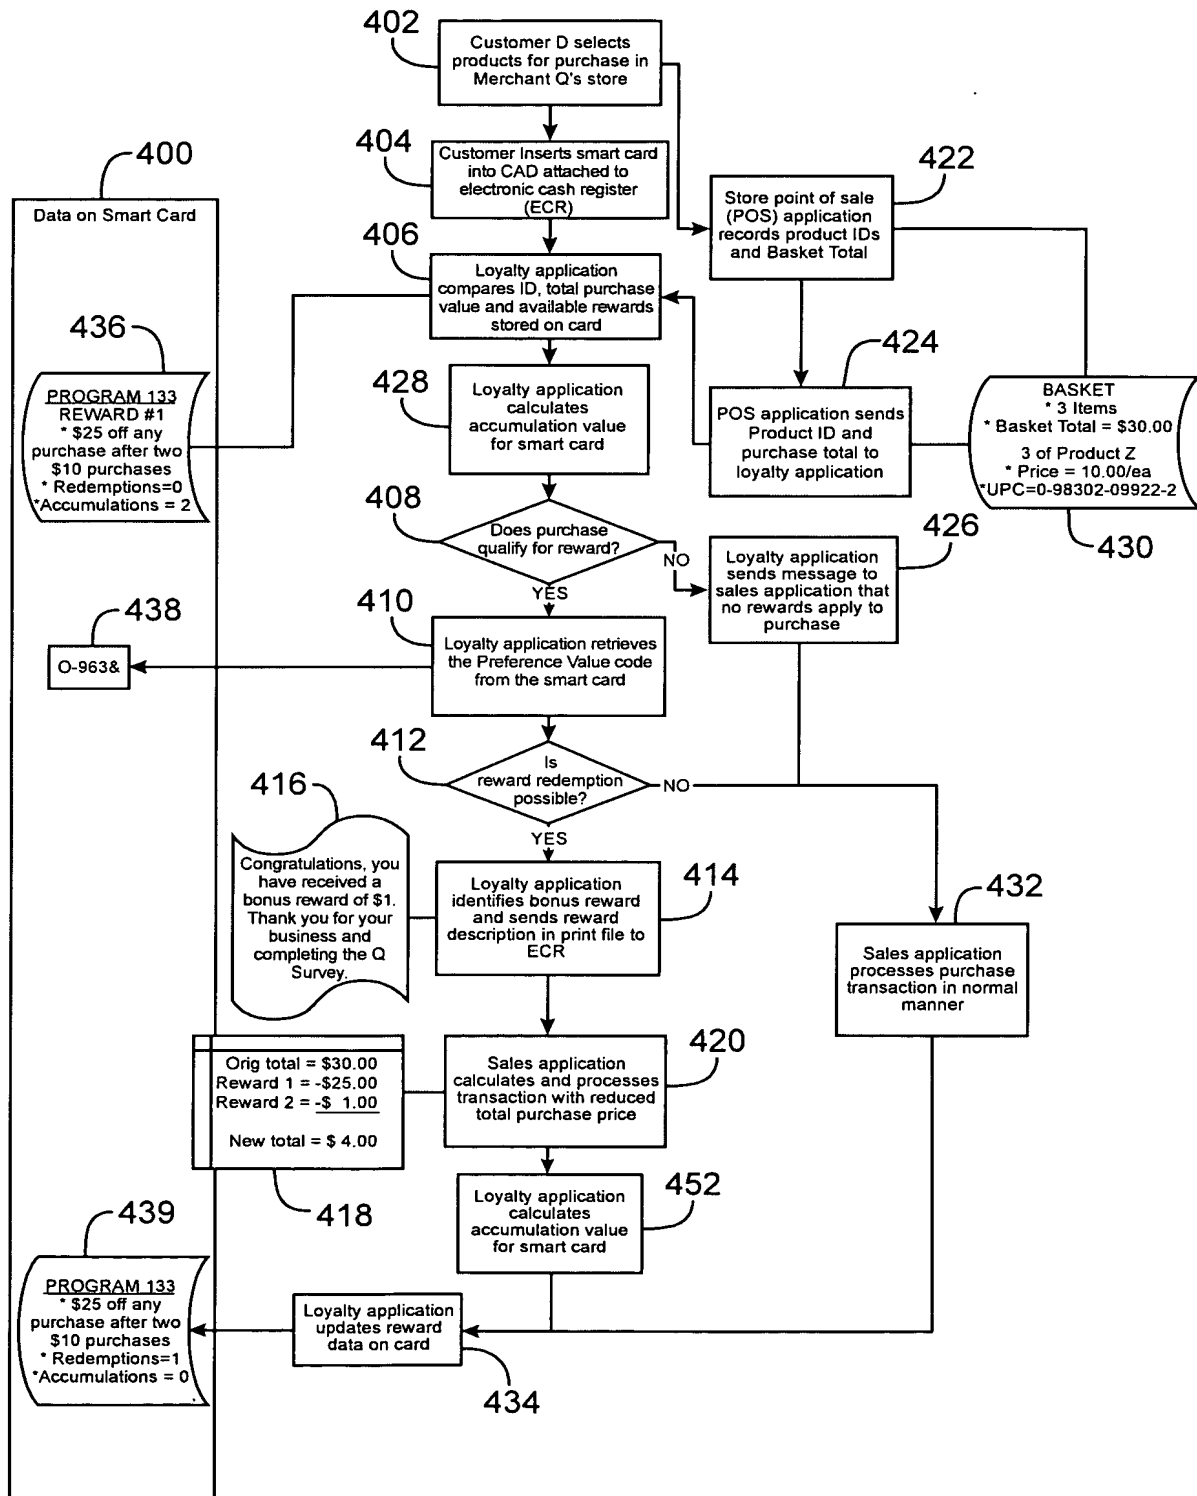 402
Customer D selects
products for purchase in
Merchant Q's store
400
Data on Smart Card
404
Customer Inserts smart card
into CAD attached to
electronic cash register
(ECR)
422
Store point of sale
(POS) application
records product IDs
and Basket Total
406
Loyalty application
compares ID, total purchase
value and available rewards
stored on card
436
PROGRAM 133
REWARD #1
* $25 off any
purchase after two
$10 purchases
* Redemptions=0
*Accumulations = 2
428
Loyalty application
calculates
accumulation value
for smart card
424
POS application sends
Product ID and
purchase total to
loyalty application
BASKET
* 3 Items
* Basket Total = $30.00
3 of Product Z
* Price = 10.00/ea
*UPC=0-98302-09922-2
430
408
Does purchase
qualify for reward?
NO
YES
426
Loyalty application
sends message to
sales application that
no rewards apply to
purchase
438
O-963&
410
Loyalty application retrieves
the Preference Value code
from the smart card
412
Is
reward redemption
possible?
NO
YES
416
Congratulations, you
have received a
bonus reward of $1.
Thank you for your
business and
completing the Q
Survey.
414
Loyalty application
identifies bonus reward
and sends reward
description in print file to
ECR
432
Sales application
processes purchase
transaction in normal
manner
Orig total = $30.00
Reward 1 = -$25.00
Reward 2 = -$ 1.00
New total = $ 4.00
418
420
Sales application
calculates and processes
transaction with reduced
total purchase price
452
Loyalty application
calculates
accumulation value
for smart card
439
PROGRAM 133
* $25 off any
purchase after two
$10 purchases
* Redemptions=1
*Accumulations = 0
Loyalty application
updates reward
data on card
434